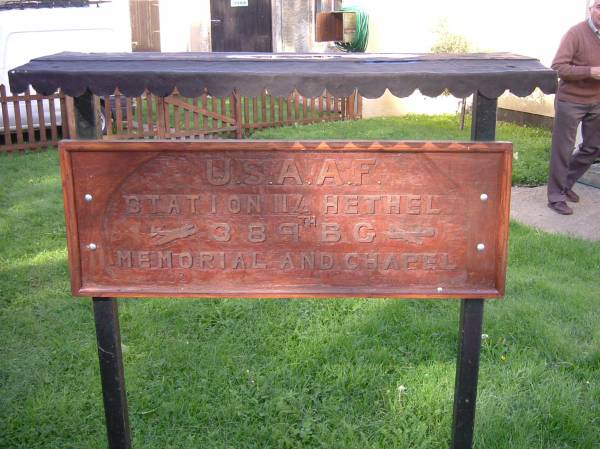 U.S.A.A.F.
STATION 114 HETHEL
389TH BG
MEMORIAL AND CHAPEL